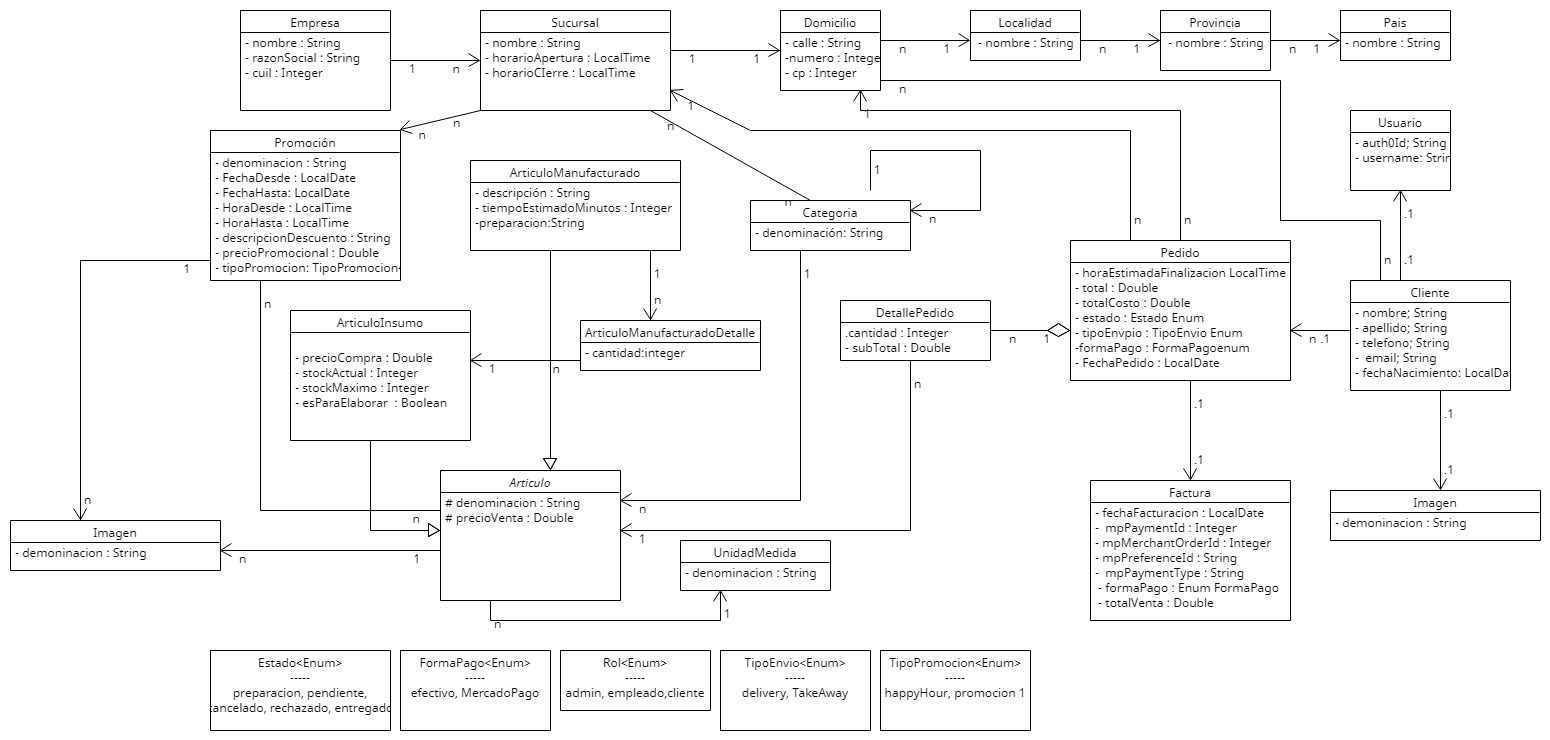 Empresa
- nombre : String
- razonSocial : String
- cuil : Integer
1
n
Sucursal
- nombre : String
- horarioApertura : LocalTime
- horarioCIerre : LocalTime
1
1
Domicilio
- calle : String
-numero : Intege
- cp : Integer
n
1
Localidad
- nombre : String
n
1
Provincia
- nombre : String
n
1
Pais
- nombre : String
n
n
n
1
n
1
Usuario
- auth0Id; String
- username: Strin
.1
.1
Promoción
- denominacion : String
- FechaDesde : LocalDate
- FechaHasta: LocalDate
- HoraDesde : LocalTime
- HoraHasta : LocalTime
- descripcionDescuento : String
- precioPromocional : Double
- tipoPromocion: TipoPromocion
1
n
n
ArticuloManufacturado
- descripción : String
- tiempoEstimadoMinutos : Integer
-preparacion:String
1
n
n
Categoria
- denominación: String
n
1
n
1
n
n
n
Pedido
- horaEstimadaFinalizacion LocalTime
- total : Double
- totalCosto : Double
- estado : Estado Enum
- tipoEnvpio : TipoEnvio Enum
-formaPago : FormaPagoenum
- FechaPedido : LocalDate
.1
.1
n
Cliente
- nombre; String
- apellido; String
- telefono; String
- email; String
- fechaNacimiento: LocalDa
n .1
.1
.1
ArticuloInsumo
- precioCompra : Double
- stockActual : Integer
- stockMaximo : Integer
- esParaElaborar : Boolean
ArticuloManufacturadoDetalle
- cantidad:integer
1
DetallePedido
.cantidad : Integer
- subTotal : Double
n
1
n
1
Articulo
# denominacion : String
# precioVenta : Double
n
1
n
n
1
Imagen
- demoninacion : String
n
UnidadMedida
- denominacion : String
Factura
- fechaFacturacion : LocalDate
- mpPaymentId : Integer
- mpMerchantOrderId : Integer
- mpPreferenceId : String
- mpPaymentType : String
- formaPago : Enum FormaPago
- totalVenta : Double
Imagen
- denominacion : String
Estado<Enum>
-----
preparacion, pendiente,
cancelado, rechazado, entregado
FormaPago<Enum>
-----
efectivo, MercadoPago
Rol<Enum>
-----
admin, empleado,cliente
TipoEnvio<Enum>
-----
delivery, TakeAway
TipoPromocion<Enum>
-----
happyHour, promocion 1